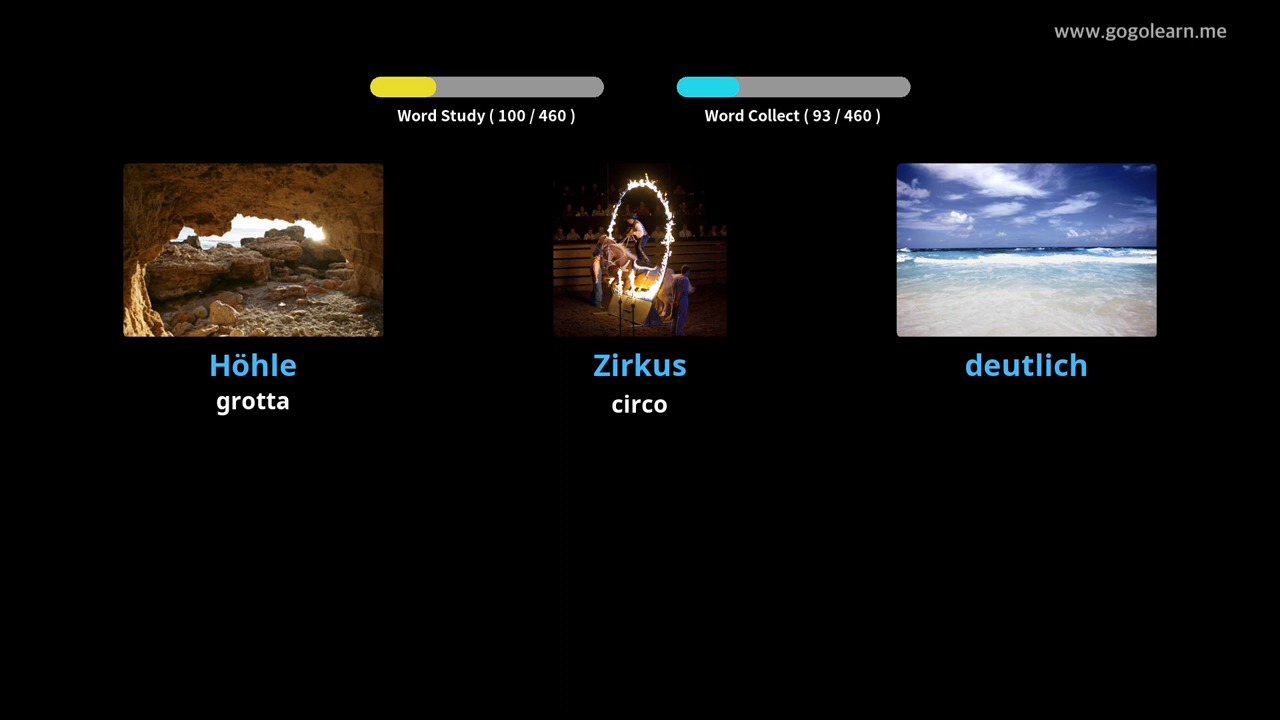 www.gogolearn.me
Word Study ( 100 / 460 )
Word Collect ( 93 / 460 )
Höhle
grotta
Zirkus
circo
deutlich